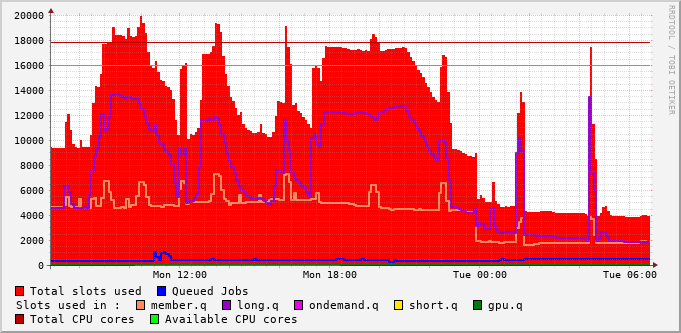 20000
18000
16000
14000
12000
10000
8000
6000
4000
2000
0
Mon 12:00 Mon 18:00 Tue 00:00 Tue 06:00
RRDTOOL / TOBI OETIKER
Total slots used Queued Jobs
Slots used in : member.q long.q ondemand.q short.q gpu.q
Total CPU cores Available CPU cores